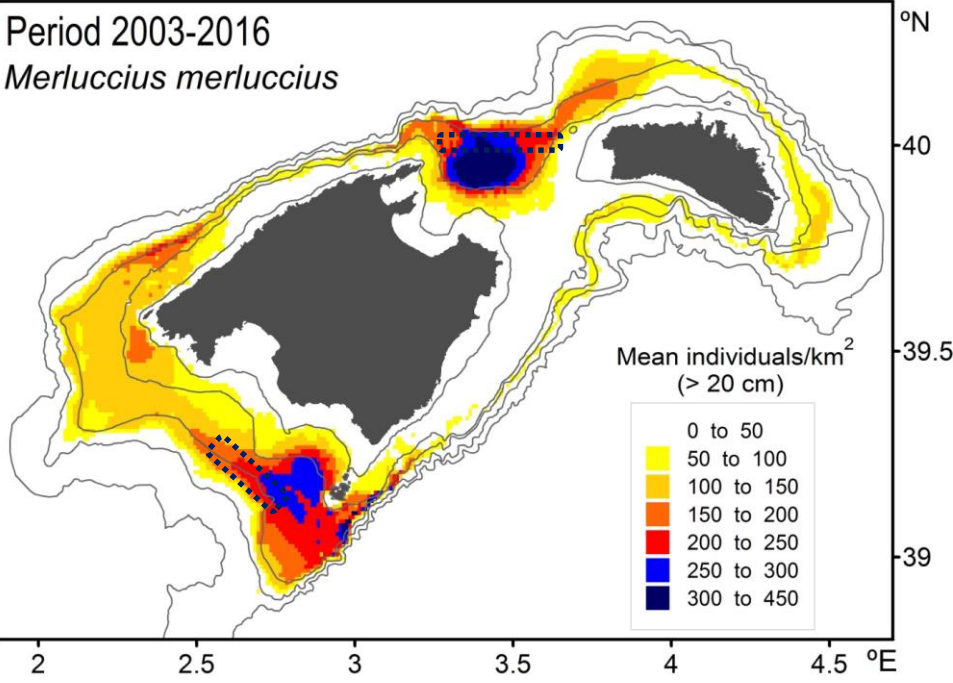 Period 2003-2016
Merluccius merluccius
ºN
40
39.5
39
Mean individuals/km²
(> 20 cm)
0 to 50
50 to 100
100 to 150
150 to 200
200 to 250
250 to 300
300 to 450
2 2.5 3 3.5 4 4.5 ºE